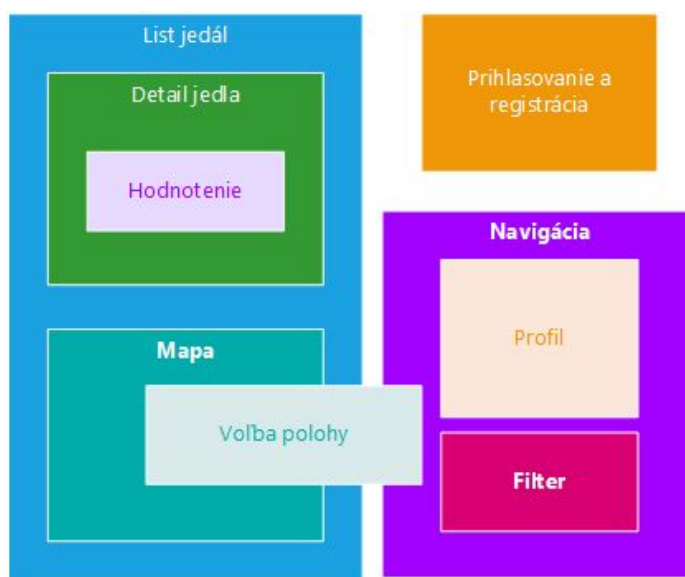 List jedál
Detail jedla
Hodnotenie
Mapa
Voľba polohy
Prihlasovanie a
registrácia
Navigácia
Profil
Filter